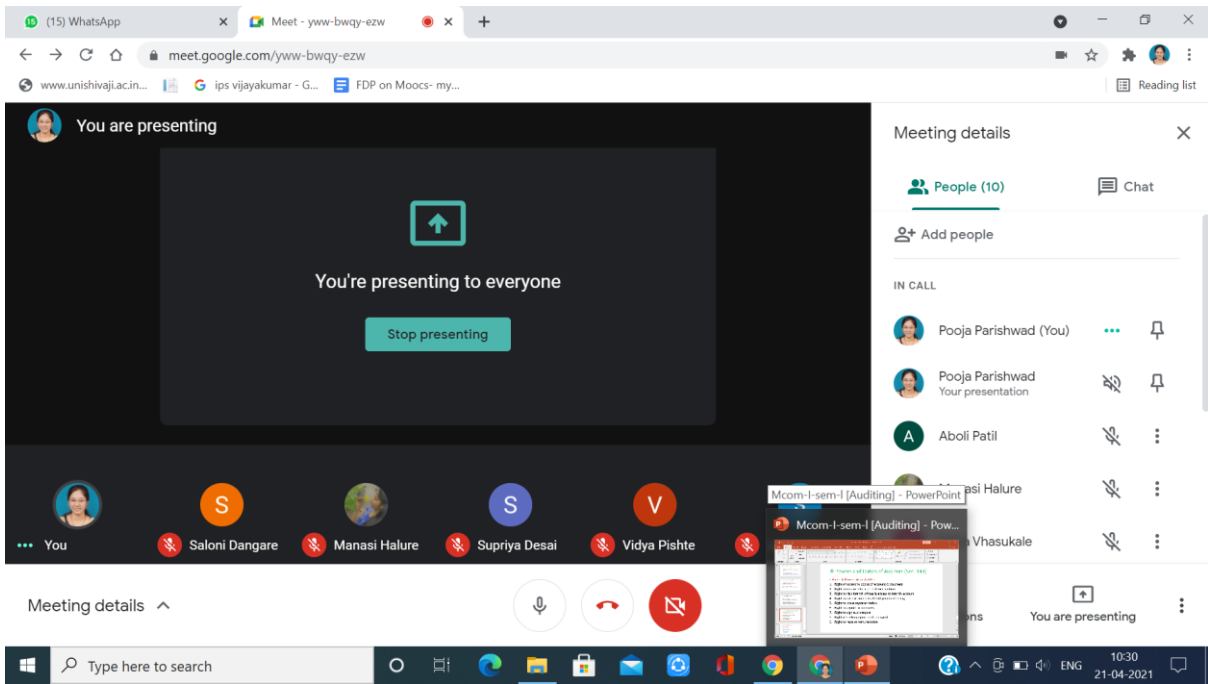 15 (15) WhatsApp
Meet - yww-bwqy-ezw
meet.google.com/yww-bwqy-ezw
www.unishivaji.ac.in...
G ips vijayakumar - G...
FDP on Moocs- my...
Reading list
You are presenting
You're presenting to everyone
Stop presenting
Meeting details
People (10)
Chat
Add people
IN CALL
Pooja Parishwad (You)
Pooja Parishwad
Your presentation
A Aboli Patil
Halure
Vhasukale
S
S
V
You
Saloni Dangare
Manasi Halure
Supriya Desai
Vidya Pishte
Mcom-I-sem-I [Auditing] - PowerPoint
Mcom-I-sem-I [Auditing] - Pow...
Meeting details
You are presenting
Type here to search
ENG
10:30
21-04-2021